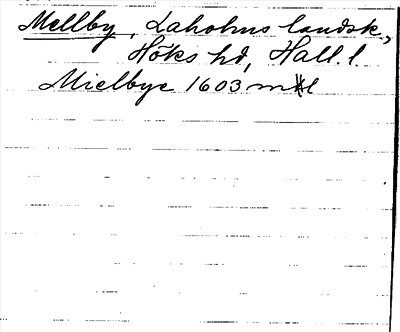 Mellby, Laholms landsk.,
Höks hd, Hall. l.
Mielbye 1603